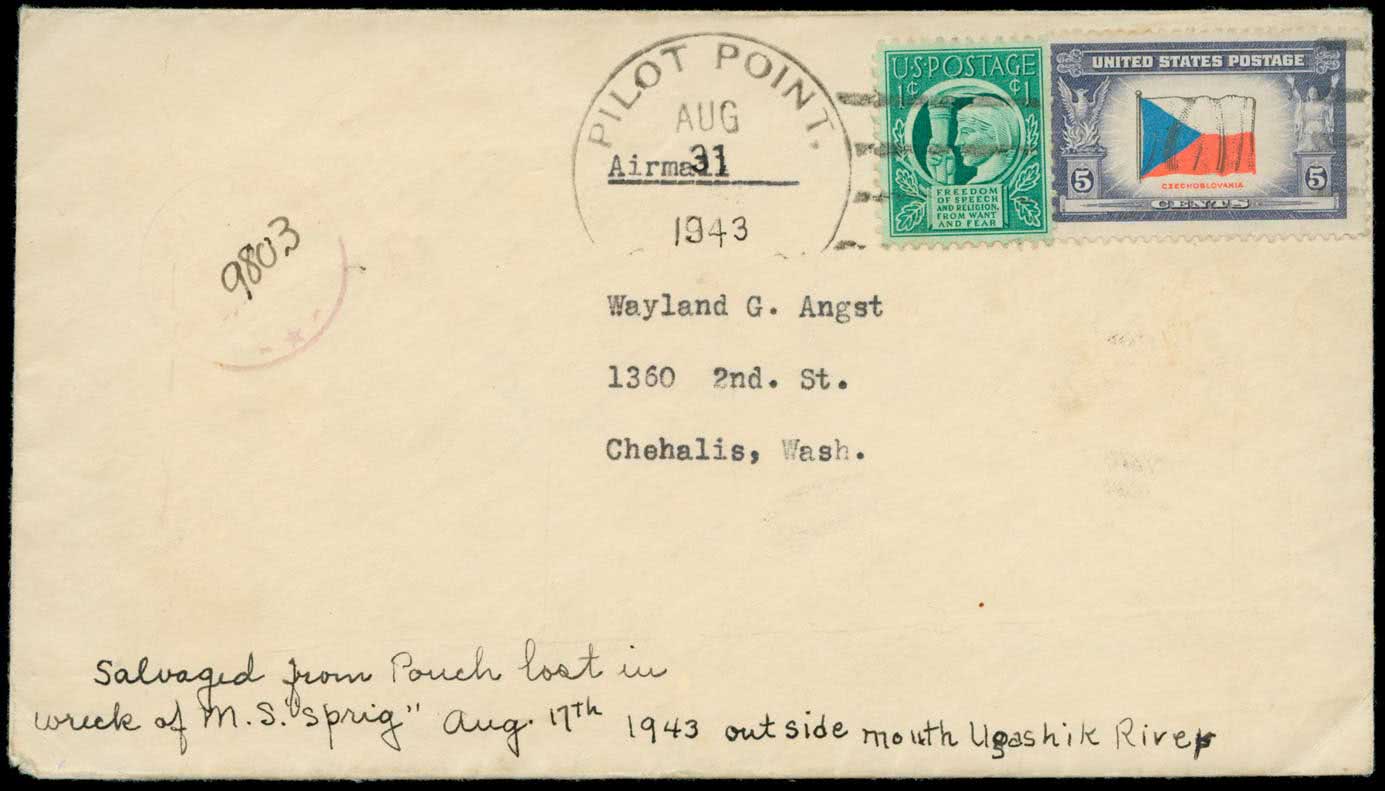 PILOT POINT.
AUG
31
1943
Airmail
U.S. POSTAGE
1¢ ¢1
FREEDOM
OF SPEECH
AND RELIGION,
FROM WANT
AND FEAR
UNITED STATES POSTAGE
CZECHOSLOVAKIA
5 5
CENTS
9803
Wayland G. Angst
1360 2nd. St.
Chehalis, Wash.
Salvaged from Pouch lost in
wreck of M.S. "Sprig" Aug. 17th 1943 outside mouth Ugashik River